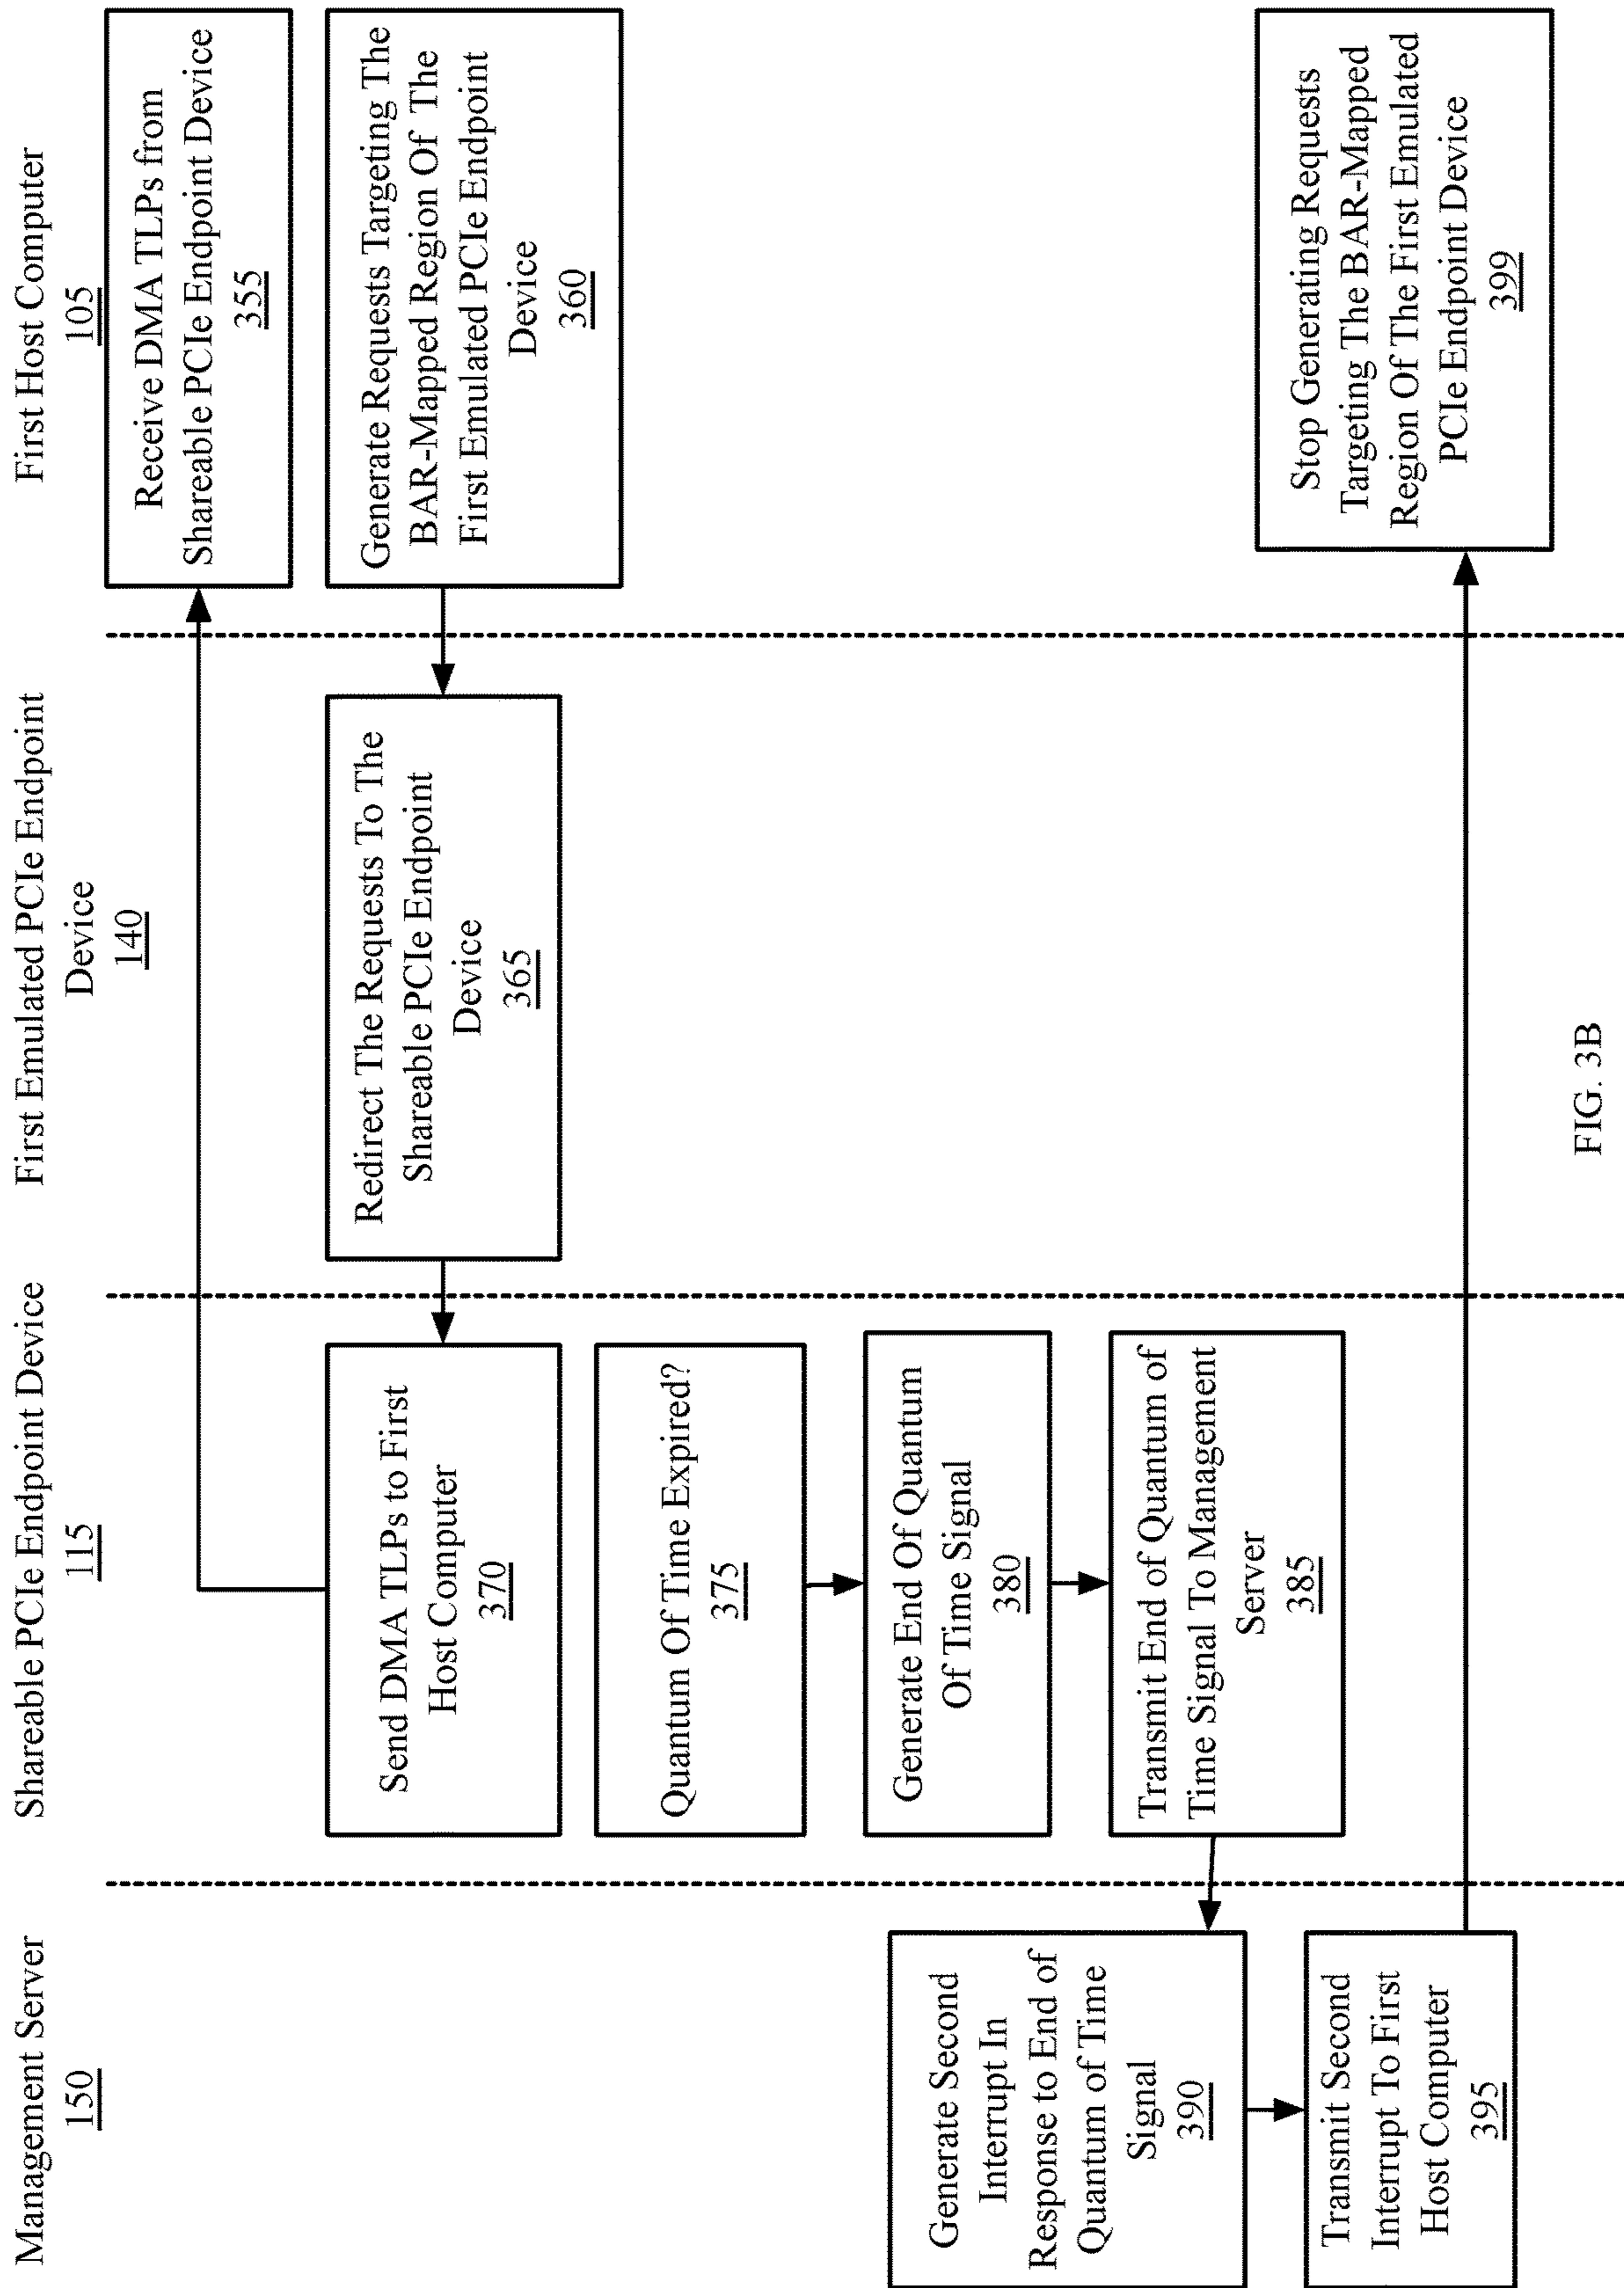 Management Server
150
Shareable PCIe Endpoint Device
115
First Emulated PCIe Endpoint
Device
140
First Host Computer
105
Receive DMA TLPs from
Shareable PCIe Endpoint Device
355
Generate Requests Targeting The
BAR-Mapped Region Of The
First Emulated PCIe Endpoint
Device
360
Redirect The Requests To The
Shareable PCIe Endpoint
Device
365
Send DMA TLPs to First
Host Computer
370
Quantum Of Time Expired?
375
Generate End Of Quantum
Of Time Signal
380
Transmit End of Quantum of
Time Signal To Management
Server
385
Generate Second
Interrupt In
Response to End of
Quantum of Time
Signal
390
Transmit Second
Interrupt To First
Host Computer
395
Stop Generating Requests
Targeting The BAR-Mapped
Region Of The First Emulated
PCIe Endpoint Device
399
FIG. 3B